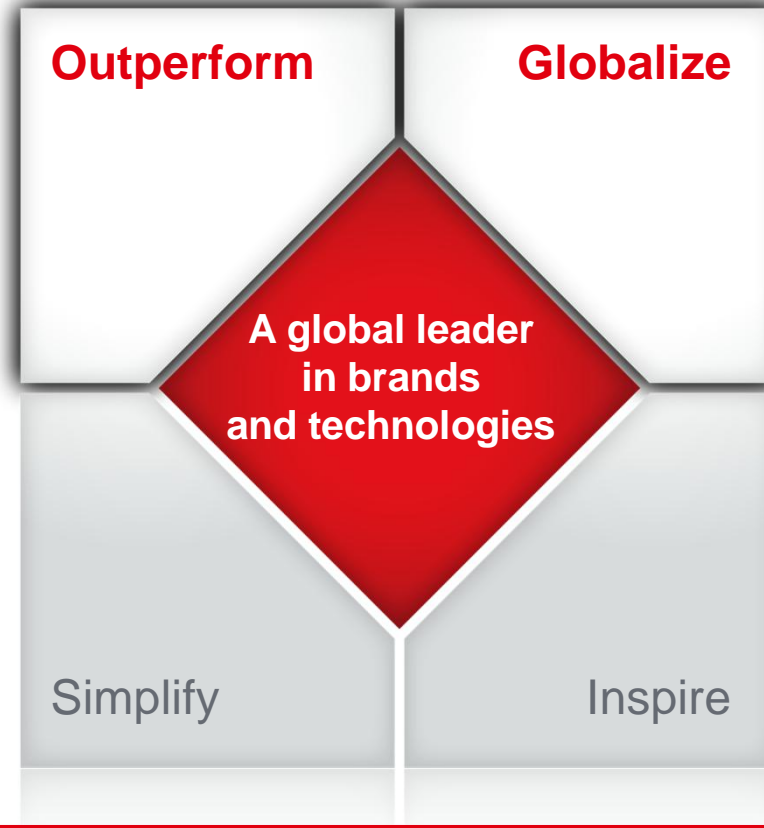 Outperform
Globalize
A global leader
in brands
and technologies
Simplify
Inspire